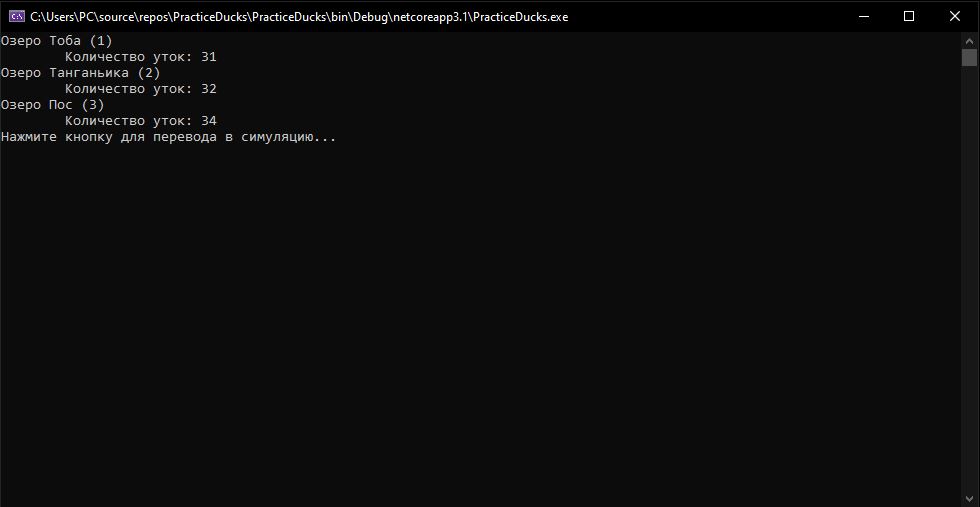 C:\Users\PC\source\repos\PracticeDucks\PracticeDucks\bin\Debug\netcoreapp3.1\PracticeDucks.exe
Озеро Тоба (1)
Количество уток: 31
Озеро Танганьика (2)
Количество уток: 32
Озеро Пос (3)
Количество уток: 34
Нажмите кнопку для перевода в симуляцию...